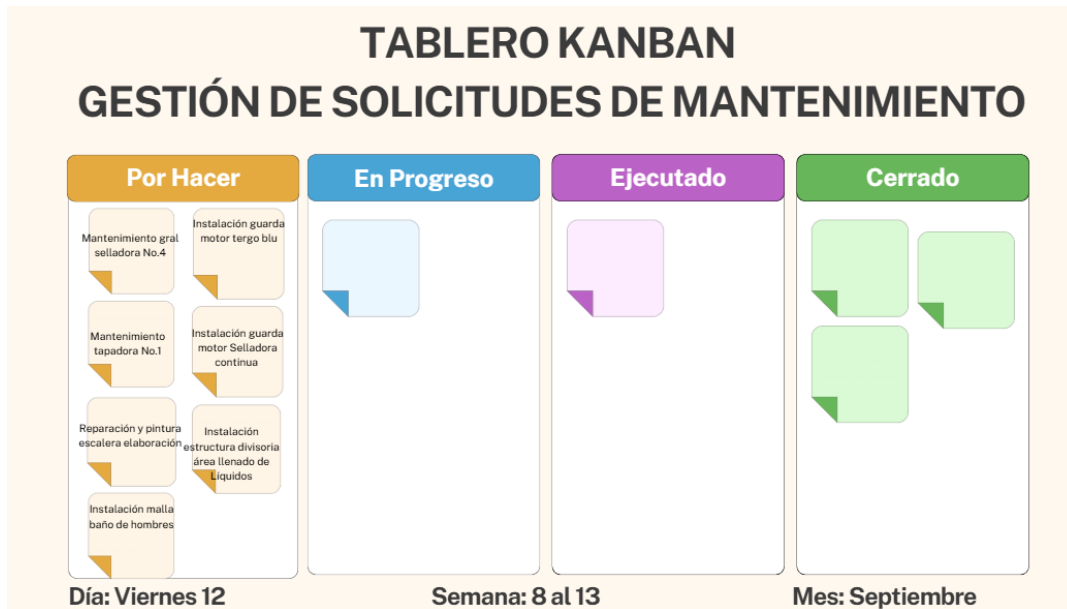 TABLERO KANBAN
GESTIÓN DE SOLICITUDES DE MANTENIMIENTO
Por Hacer
Mantenimiento gral
selladora No.4
Instalación guarda
motor tergo blu
Mantenimiento
tapadora No.1
Instalación guarda
motor Selladora
continua
Reparación y pintura
escalera elaboración
Instalación
estructura divisoria
área llenado de
Líquidos
Instalación malla
baño de hombres
En Progreso
Ejecutado
Cerrado
Día: Viernes 12
Semana: 8 al 13
Mes: Septiembre